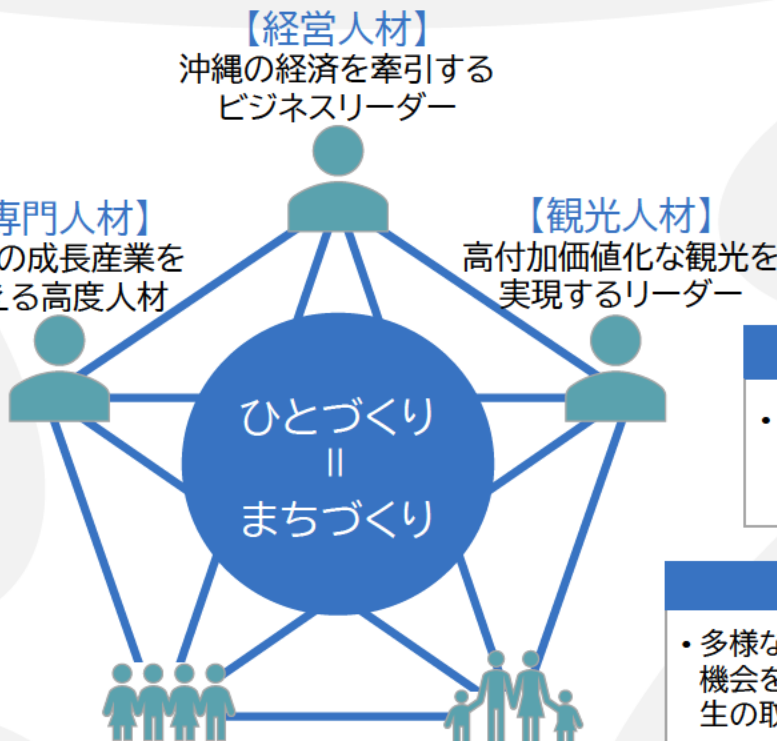 【経営人材】
沖縄の経済を牽引する
ビジネスリーダー
専門人材】
の成長産業を
える高度人材
【観光人材】
高付加価値化な観光を
実現するリーダー
ひとづくり
＝
まちづくり
・
・多様な
機会を
生の取